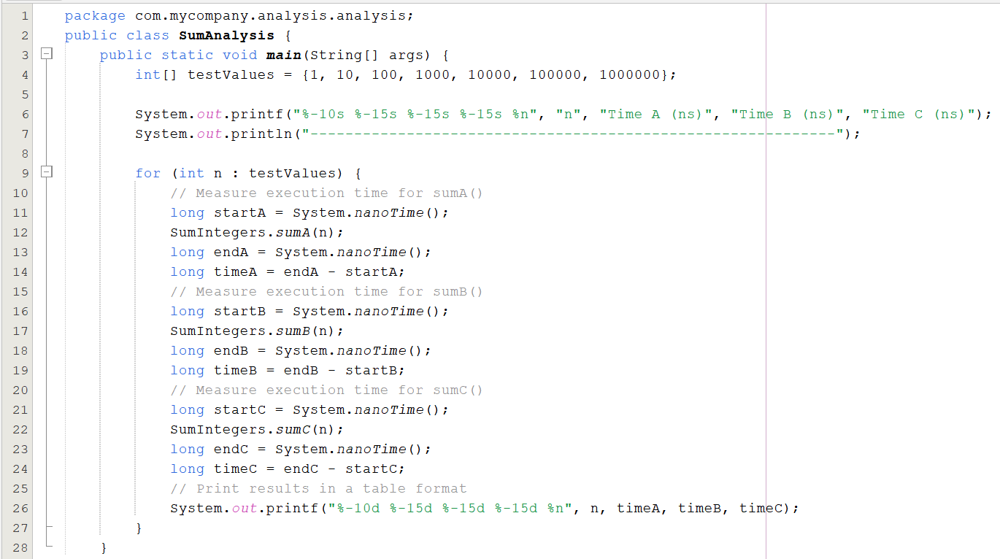 1 package com.mycompany.analysis.analysis;
2 public class SumAnalysis {
3 public static void main(String[] args) {
4 int[] testValues = {1, 10, 100, 1000, 10000, 100000, 1000000};
5
6 System.out.printf("%-10s %-15s %-15s %-15s %n", "n", "Time A (ns)", "Time B (ns)", "Time C (ns)");
7 System.out.println("------------------------------------------------------------");
8
9 for (int n : testValues) {
10 // Measure execution time for sumA()
11 long startA = System.nanoTime();
12 SumIntegers.sumA(n);
13 long endA = System.nanoTime();
14 long timeA = endA - startA;
15 // Measure execution time for sumB()
16 long startB = System.nanoTime();
17 SumIntegers.sumB(n);
18 long endB = System.nanoTime();
19 long timeB = endB - startB;
20 // Measure execution time for sumC()
21 long startC = System.nanoTime();
22 SumIntegers.sumC(n);
23 long endC = System.nanoTime();
24 long timeC = endC - startC;
25 // Print results in a table format
26 System.out.printf("%-10d %-15d %-15d %-15d %n", n, timeA, timeB, timeC);
27 }
28 }